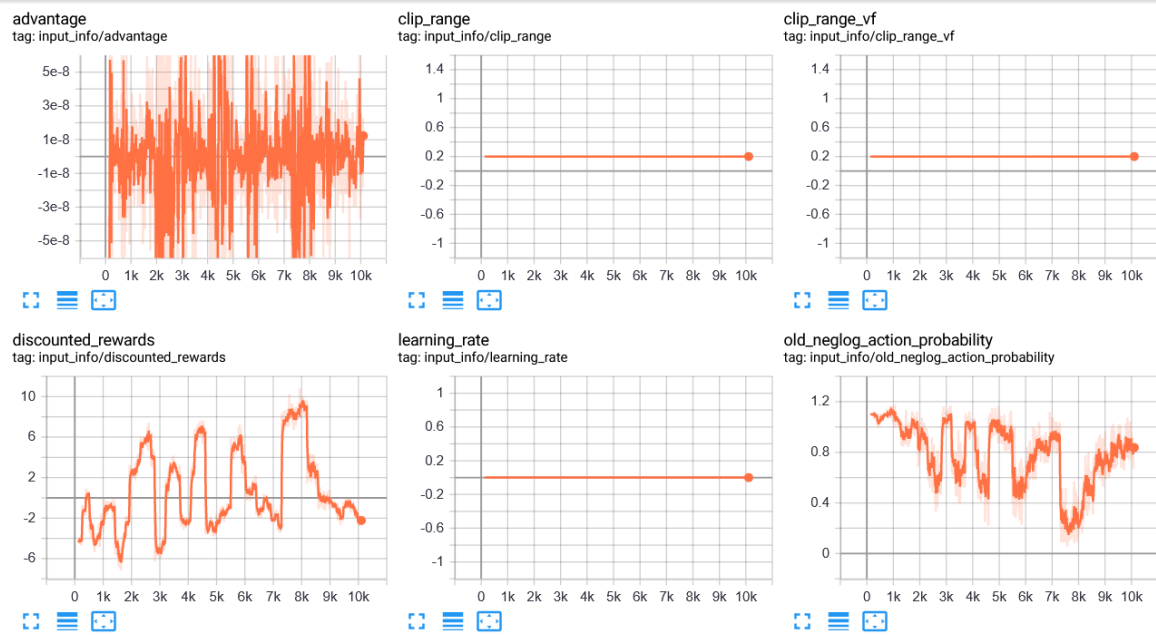 advantage
tag: input_info/advantage
5e-8
3e-8
1e-8
-1e-8
-3e-8
-5e-8
0 1k 2k 3k 4k 5k 6k 7k 8k 9k 10k
clip_range
tag: input_info/clip_range
1.4
1
0.6
0.2
-0.2
-0.6
-1
0 1k 2k 3k 4k 5k 6k 7k 8k 9k 10k
clip_range_vf
tag: input_info/clip_range_vf
1.4
1
0.6
0.2
-0.2
-0.6
-1
0 1k 2k 3k 4k 5k 6k 7k 8k 9k 10k
discounted_rewards
tag: input_info/discounted_rewards
10
6
2
-2
-6
0 1k 2k 3k 4k 5k 6k 7k 8k 9k 10k
learning_rate
tag: input_info/learning_rate
1
0.6
0.2
-0.2
-0.6
-1
0 1k 2k 3k 4k 5k 6k 7k 8k 9k 10k
old_neglog_action_probability
tag: input_info/old_neglog_action_probability
1.2
0.8
0.4
0
0 1k 2k 3k 4k 5k 6k 7k 8k 9k 10k